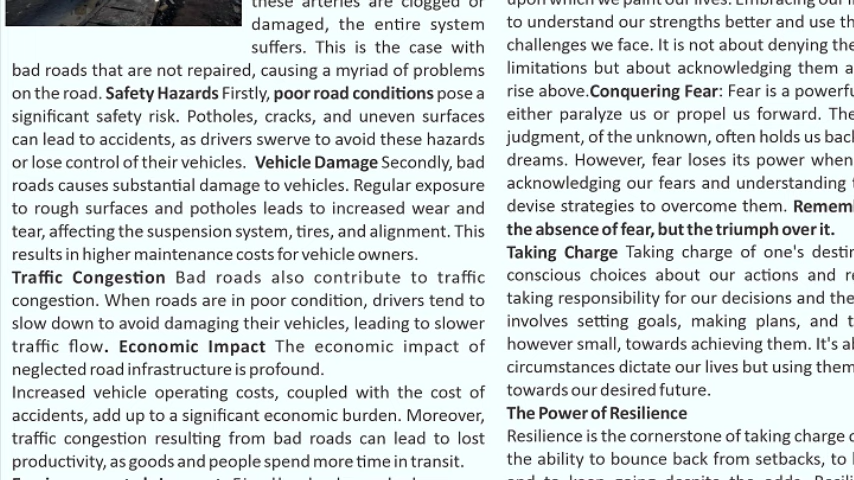 these arteries are clogged or
damaged, the entire system
suffers. This is the case with
bad roads that are not repaired, causing a myriad of problems
on the road. Safety Hazards Firstly, poor road conditions pose a
significant safety risk. Potholes, cracks, and uneven surfaces
can lead to accidents, as drivers swerve to avoid these hazards
or lose control of their vehicles. Vehicle Damage Secondly, bad
roads causes substantial damage to vehicles. Regular exposure
to rough surfaces and potholes leads to increased wear and
tear, affecting the suspension system, tires, and alignment. This
results in higher maintenance costs for vehicle owners.
Traffic Congestion Bad roads also contribute to traffic
congestion. When roads are in poor condition, drivers tend to
slow down to avoid damaging their vehicles, leading to slower
traffic flow. Economic Impact The economic impact of
neglected road infrastructure is profound.
Increased vehicle operating costs, coupled with the cost of
accidents, add up to a significant economic burden. Moreover,
traffic congestion resulting from bad roads can lead to lost
productivity, as goods and people spend more time in transit.
upon which we paint our lives. Embracing our
to understand our strengths better and use
challenges we face. It is not about denying
limitations but about acknowledging them
rise above.Conquering Fear: Fear is a
either paralyze us or propel us forward.
judgment, of the unknown, often holds us
dreams. However, fear loses its power when
acknowledging our fears and understanding
devise strategies to overcome them.
the absence of fear, but the triumph over it.
Taking Charge Taking charge of one's
conscious choices about our actions and
taking responsibility for our decisions and
involves setting goals, making plans, and
however small, towards achieving them. It's
circumstances dictate our lives but using
towards our desired future.
The Power of Resilience
Resilience is the cornerstone of taking charge
the ability to bounce back from setbacks, to
and to keep going despite the odds.